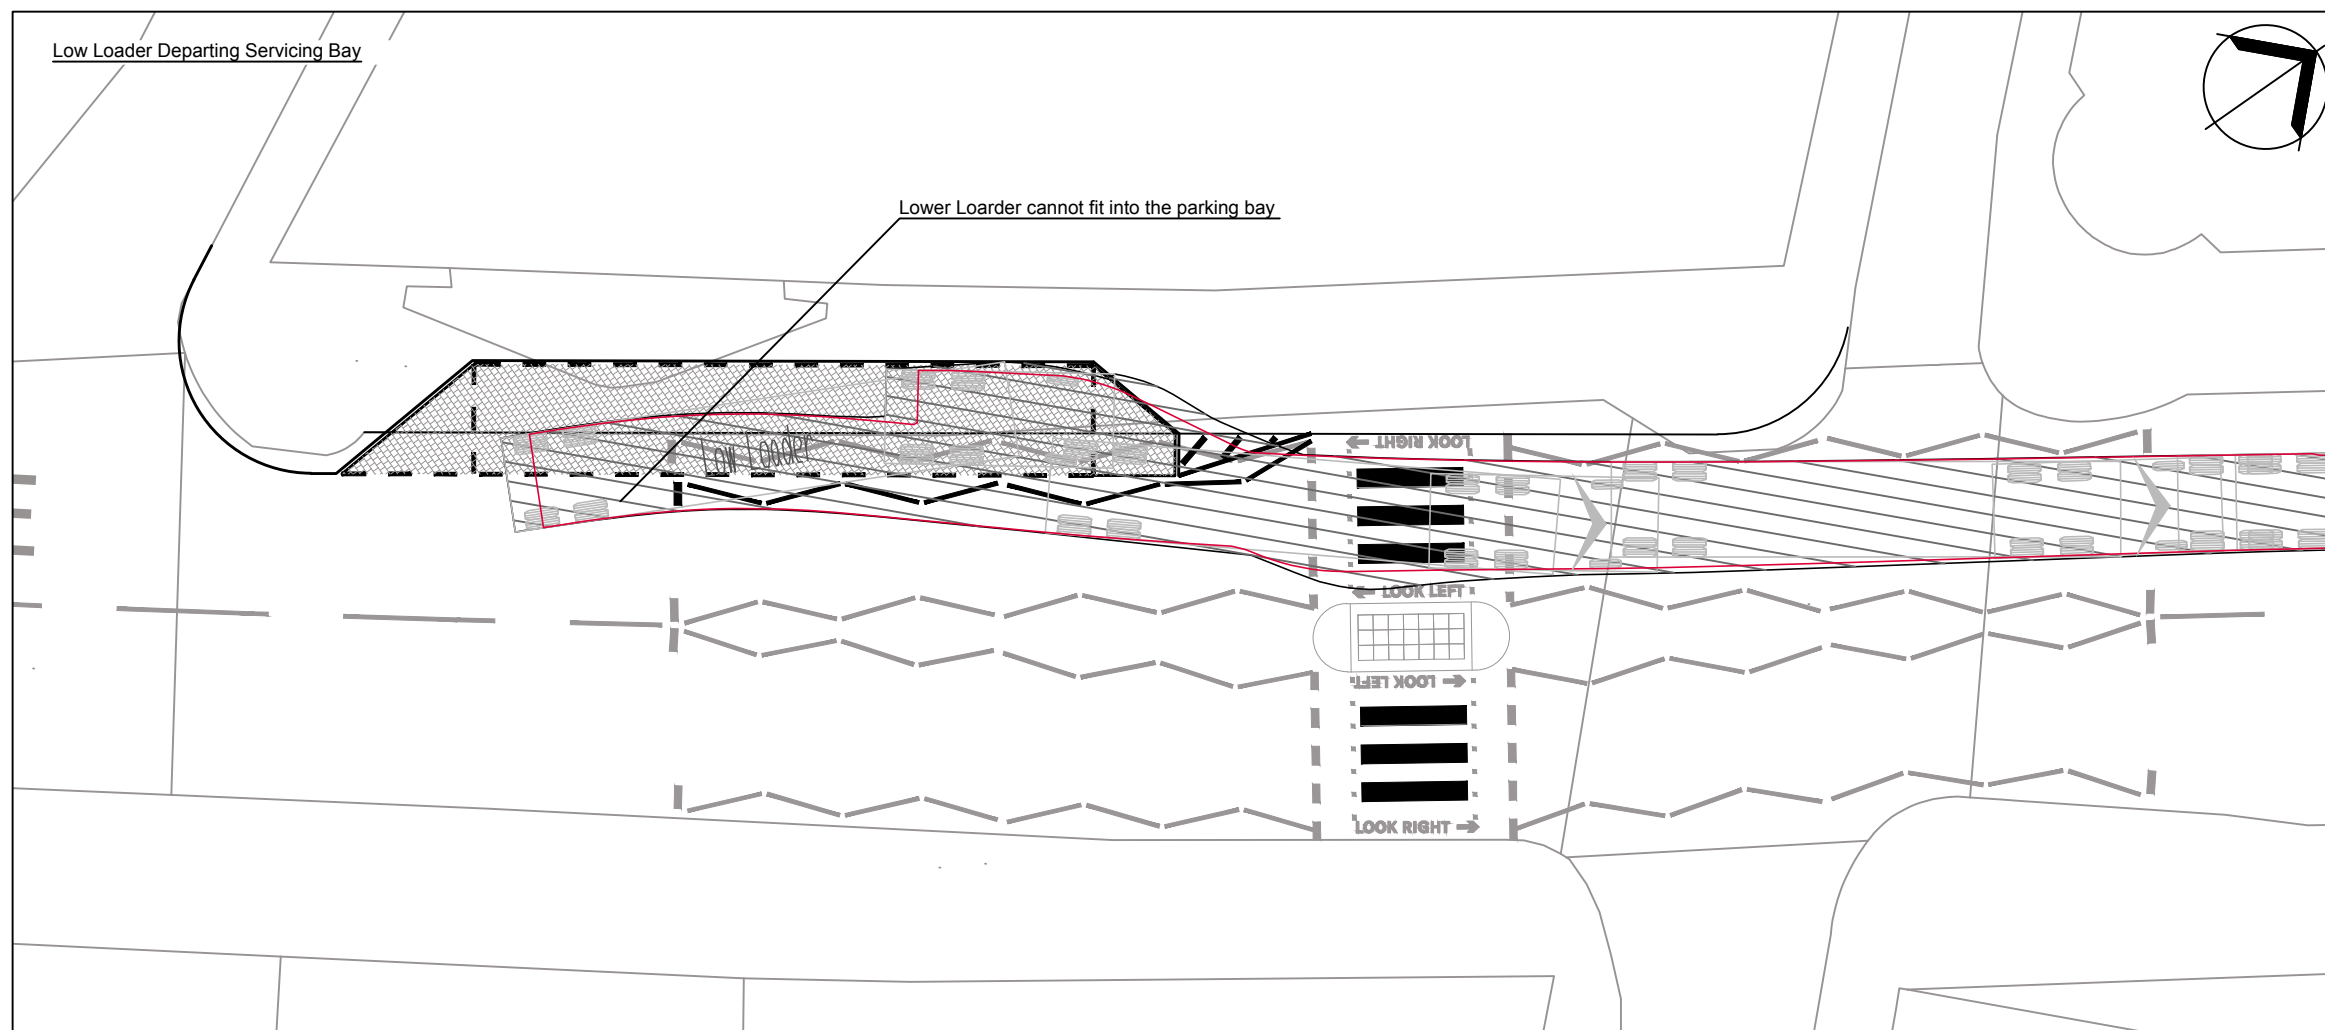 Low Loader Departing Servicing Bay
Lower Loarder cannot fit into the parking bay
Low Loader
LOOK RIGHT
LOOK LEFT
LOOK LEFT
LOOK RIGHT